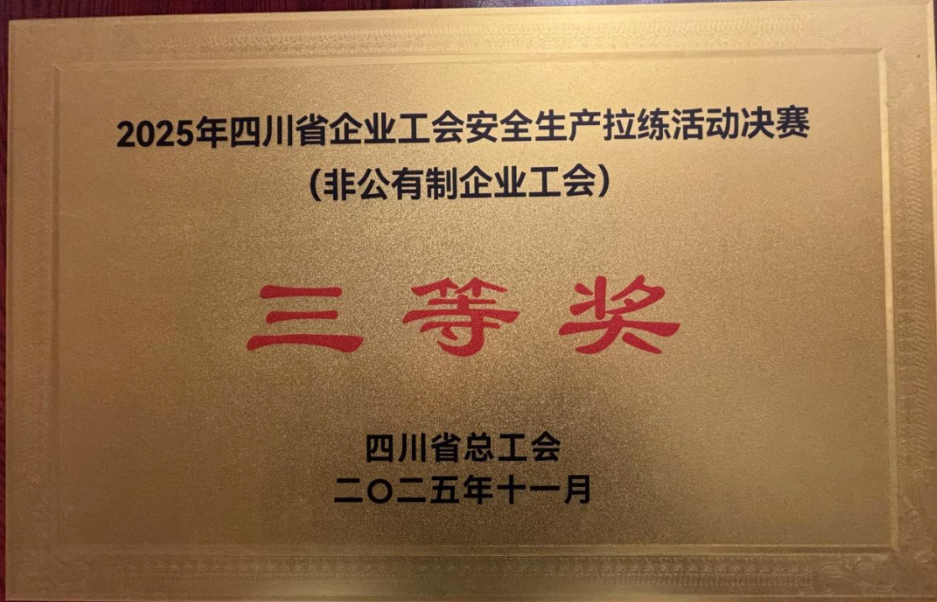 2025年四川省企业工会安全生产拉练活动决赛
（非公有制企业工会）
三等奖
四川省总工会
二〇二五年十一月